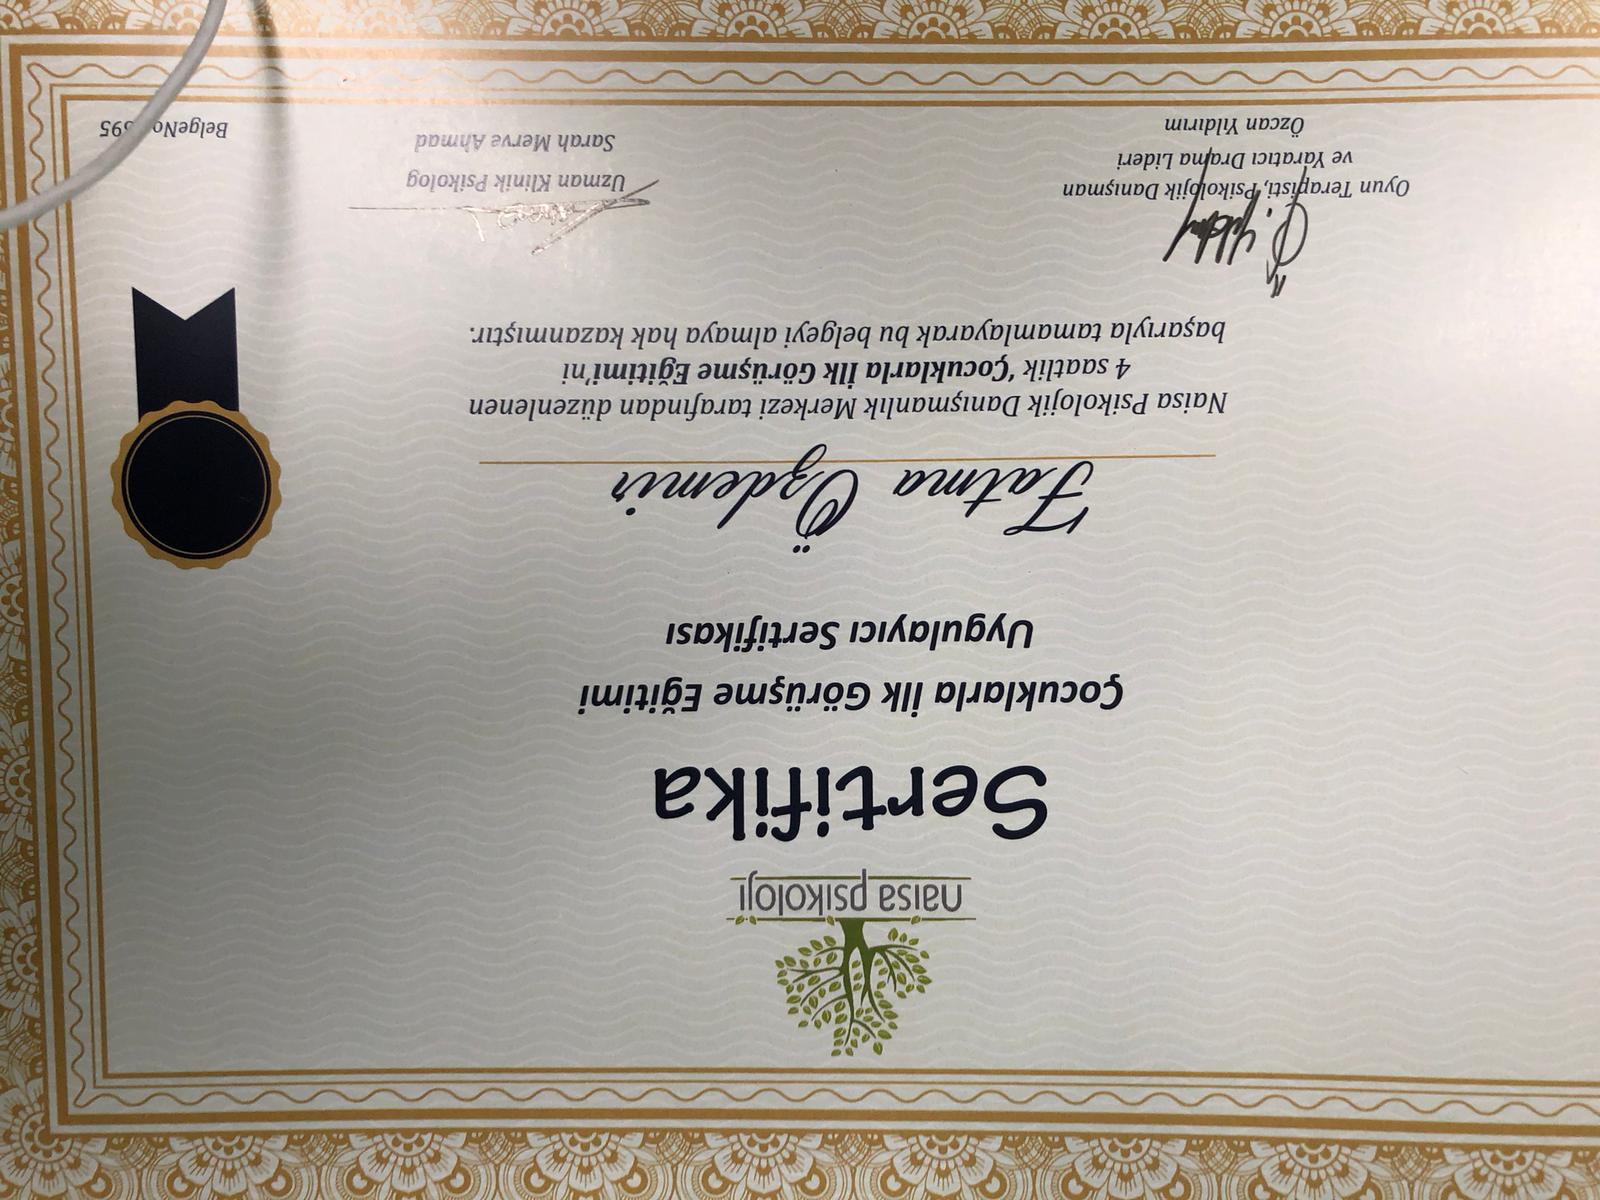 naisa psikoloji
Sertifika
Çocuklarla İlk Görüşme Eğitimi
Uygulayıcı Sertifikası
Fatma Özdemir
Naisa Psikolojik Danışmanlık Merkezi tarafından düzenlenen
4 saatlik 'Çocuklarla İlk Görüşme Eğitimi'ni
başarıyla tamamlayarak bu belgeyi almaya hak kazanmıştır.
Oyun Terapisti, Psikolojik Danışman
ve Yaratıcı Drama Lideri
Özcan Yıldırım
Uzman Klinik Psikolog
Sarah Merve Ahmad
BelgeNo